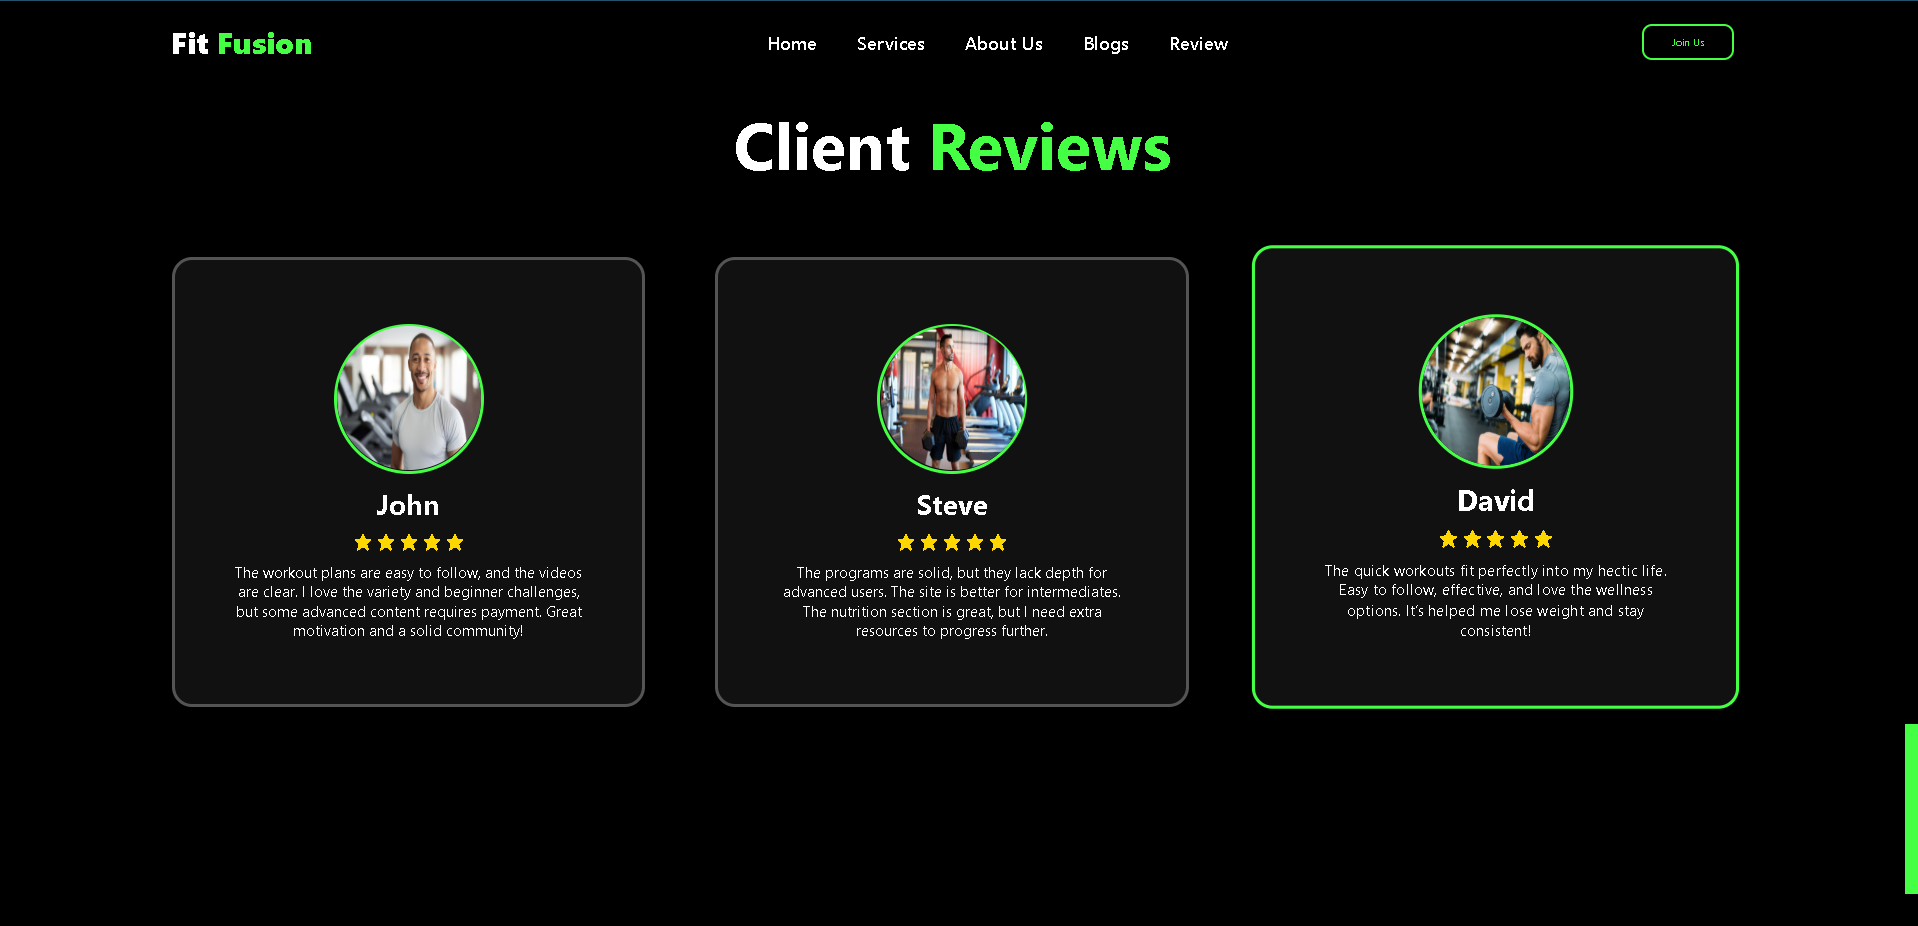 Fit Fusion
Home Services About Us Blogs Review
Join Us
Client Reviews
John
The workout plans are easy to follow, and the videos
are clear. I love the variety and beginner challenges,
but some advanced content requires payment. Great
motivation and a solid community!
Steve
The programs are solid, but they lack depth for
advanced users. The site is better for intermediates.
The nutrition section is great, but I need extra
resources to progress further.
David
The quick workouts fit perfectly into my hectic life.
Easy to follow, effective, and love the wellness
options. It’s helped me lose weight and stay
consistent!